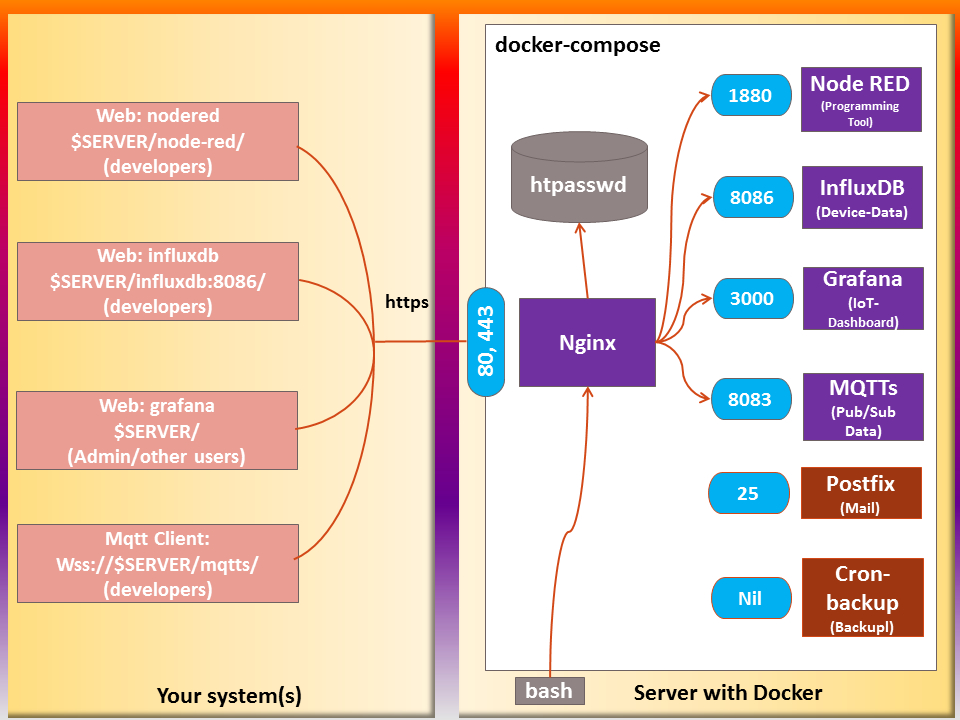 docker-compose
Web: nodered
$SERVER/node-red/
(developers)
Web: influxdb
$SERVER/influxdb:8086/
(developers)
Web: grafana
$SERVER/
(Admin/other users)
Mqtt Client:
Wss://$SERVER/mqtts/
(developers)
Your system(s)
https
80, 443
htpasswd
Nginx
bash
1880
Node RED
(Programming
Tool)
8086
InfluxDB
(Device-Data)
3000
Grafana
(IoT-
Dashboard)
8083
MQTTs
(Pub/Sub
Data)
25
Postfix
(Mail)
Nil
Cron-
backup
(Backupl)
Server with Docker